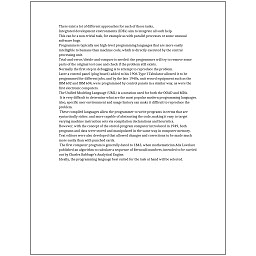 There exist a lot of different approaches for each of those tasks.
Integrated development environments (IDEs) aim to integrate all such help.
This can be a non-trivial task, for example as with parallel processes or some unusual software bugs.
Programmers typically use high-level programming languages that are more easily intelligible to humans than machine code, which is directly executed by the central processing unit.
Trial-and-error/divide-and-conquer is needed: the programmer will try to remove some parts of the original test case and check if the problem still exists.
Normally the first step in debugging is to attempt to reproduce the problem.
Later a control panel (plug board) added to his 1906 Type I Tabulator allowed it to be programmed for different jobs, and by the late 1940s, unit record equipment such as the IBM 602 and IBM 604, were programmed by control panels in a similar way, as were the first electronic computers.
The Unified Modeling Language (UML) is a notation used for both the OOAD and MDA.
It is very difficult to determine what are the most popular modern programming languages.
Also, specific user environment and usage history can make it difficult to reproduce the problem.
These compiled languages allow the programmer to write programs in terms that are syntactically richer, and more capable of abstracting the code, making it easy to target varying machine instruction sets via compilation declarations and heuristics.
However, with the concept of the stored-program computer introduced in 1949, both programs and data were stored and manipulated in the same way in computer memory.
Text editors were also developed that allowed changes and corrections to be made much more easily than with punched cards.
The first computer program is generally dated to 1843, when mathematician Ada Lovelace published an algorithm to calculate a sequence of Bernoulli numbers, intended to be carried out by Charles Babbage's Analytical Engine.
Ideally, the programming language best suited for the task at hand will be selected.